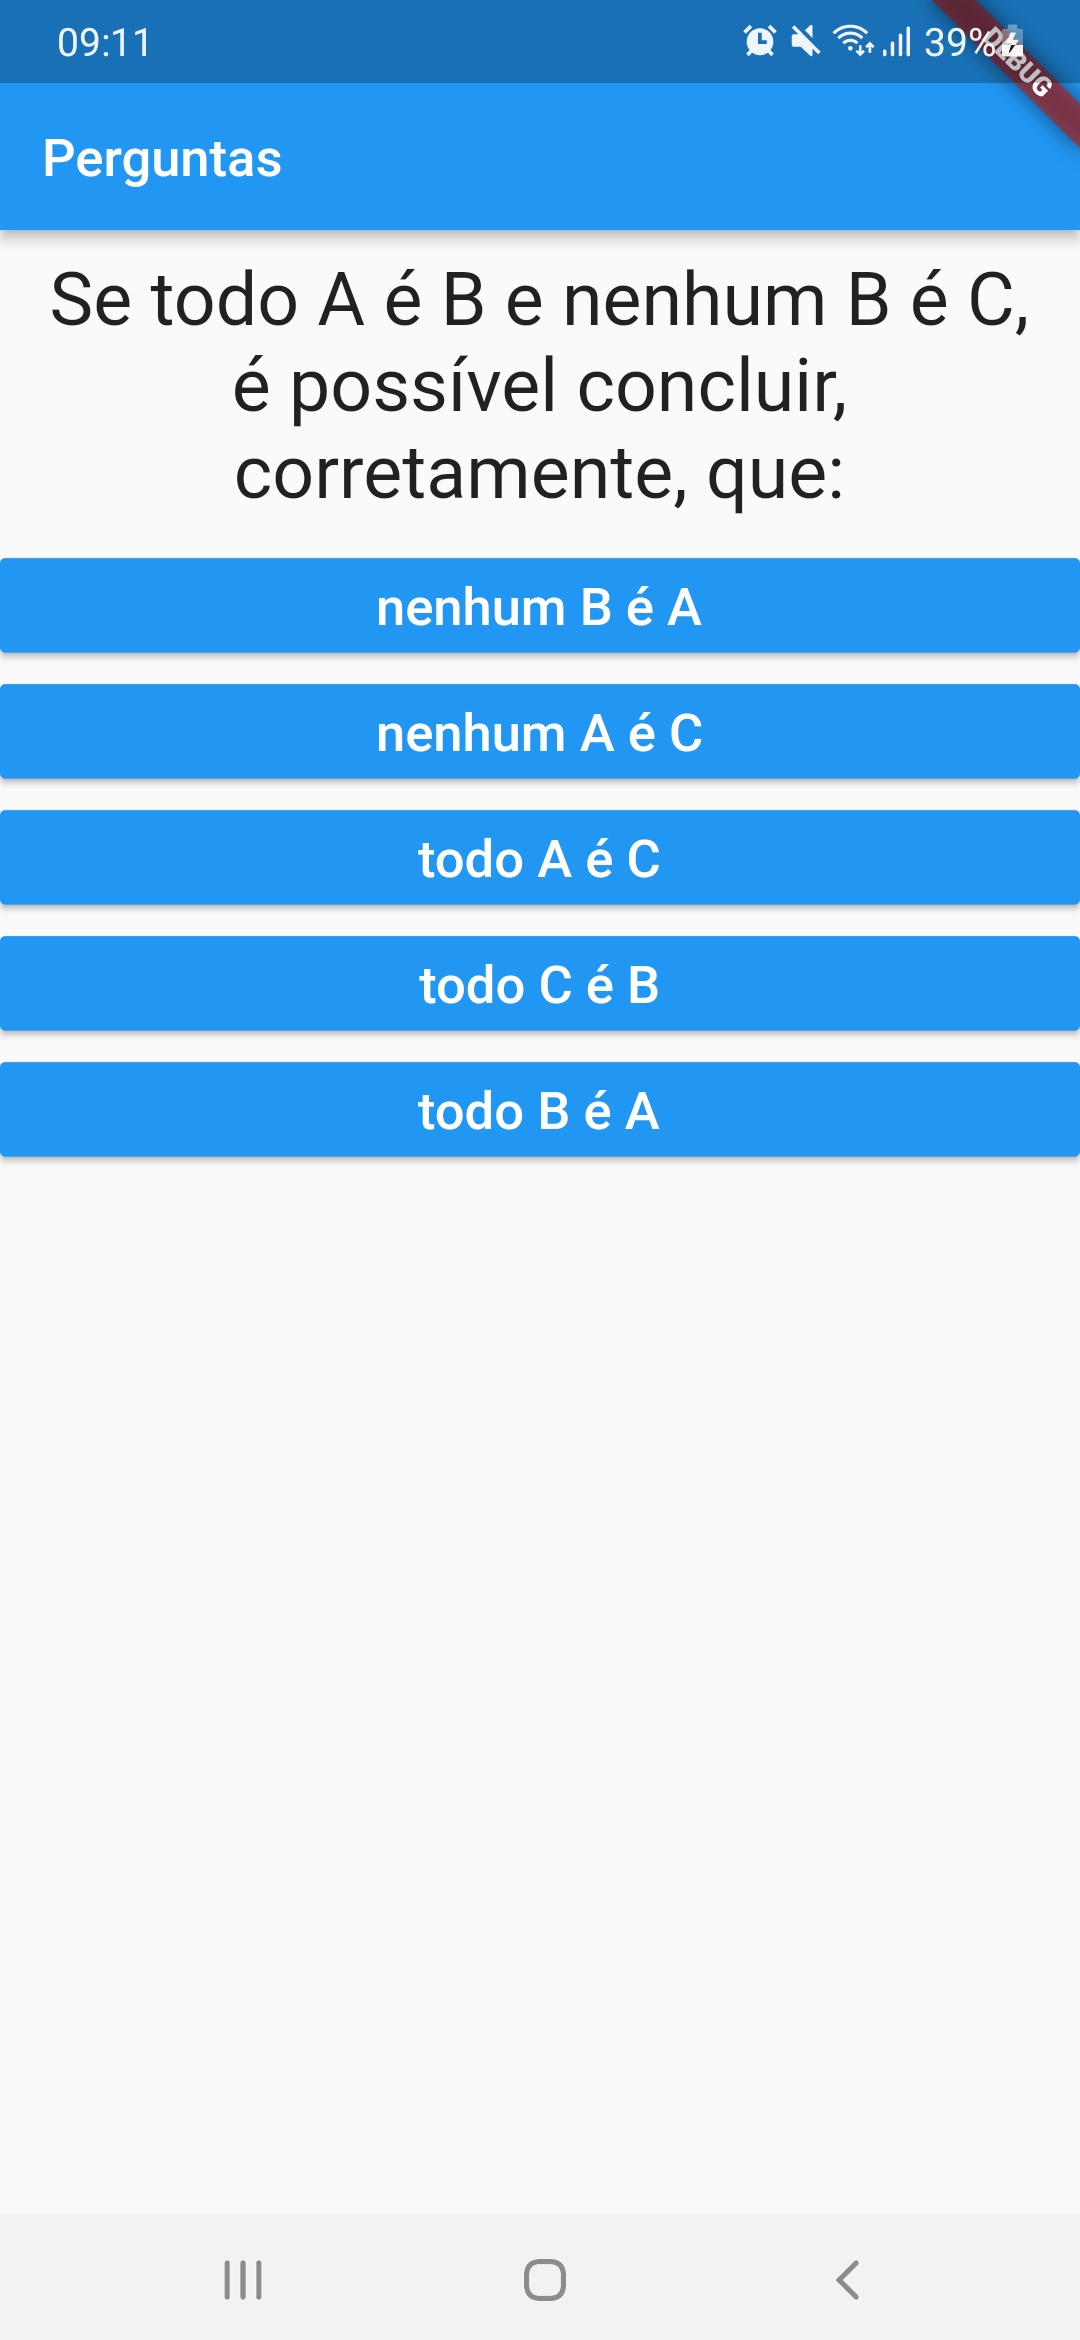 09:11
39%
DEBUG
Perguntas
Se todo A é B e nenhum B é C,
é possível concluir,
corretamente, que:
nenhum B é A
nenhum A é C
todo A é C
todo C é B
todo B é A